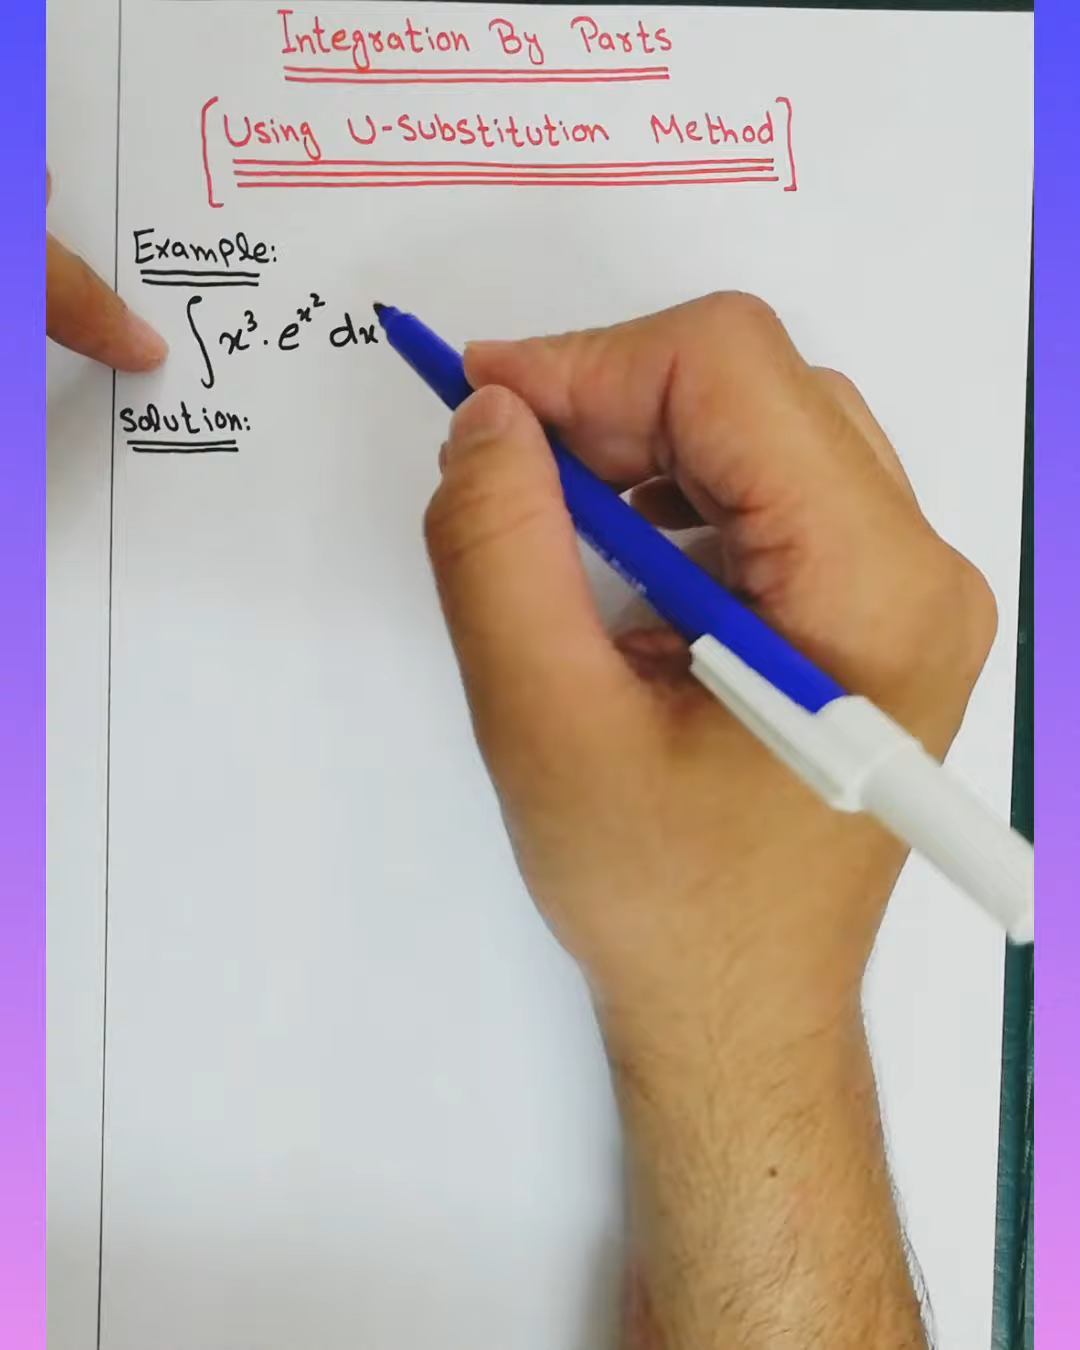 Integration By Parts
[Using U-Substitution Method]
Example:
∫x³.e^x² dx
Solution: